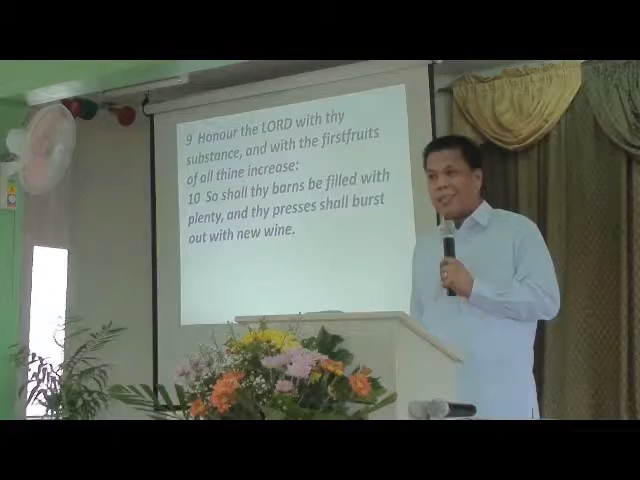 9 Honour the LORD with thy
substance, and with the firstfruits
of all thine increase:
10 So shall thy barns be filled with
plenty, and thy presses shall burst
out with new wine.